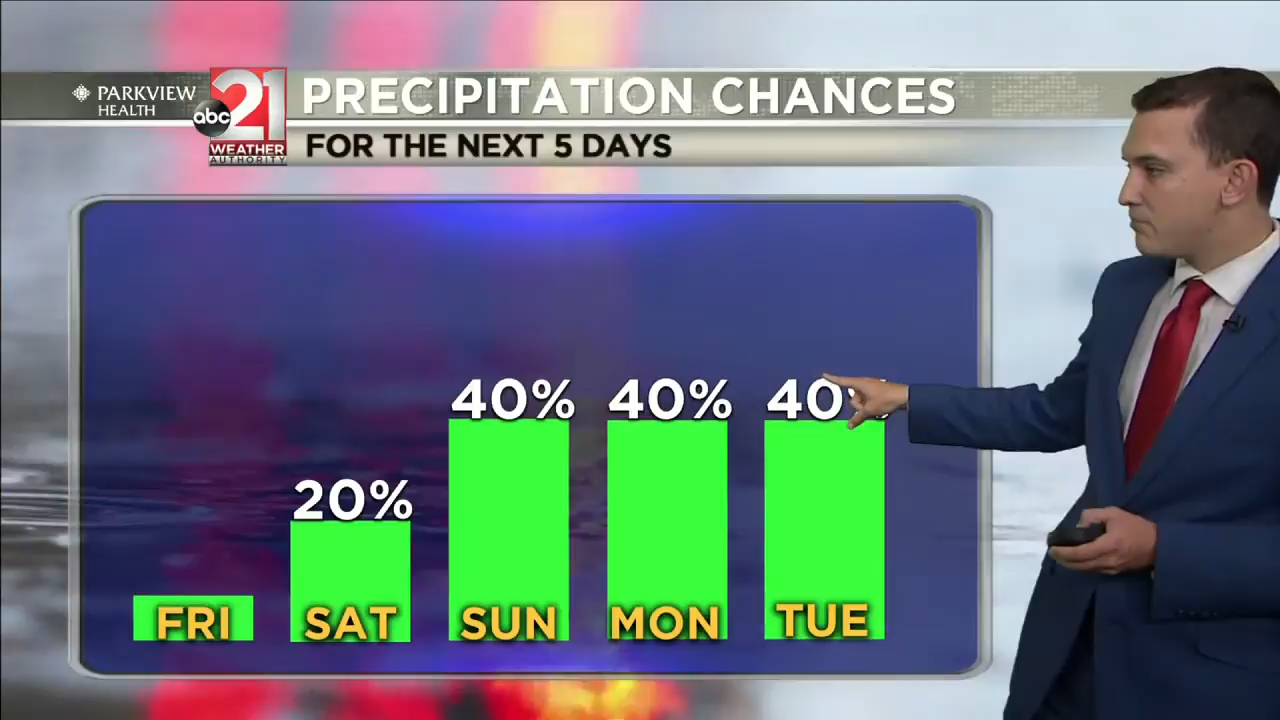 PARKVIEW
HEALTH
abc
21
WEATHER
AUTHORITY
PRECIPITATION CHANCES
FOR THE NEXT 5 DAYS
20%
40%
40%
40%
FRI
SAT
SUN
MON
TUE